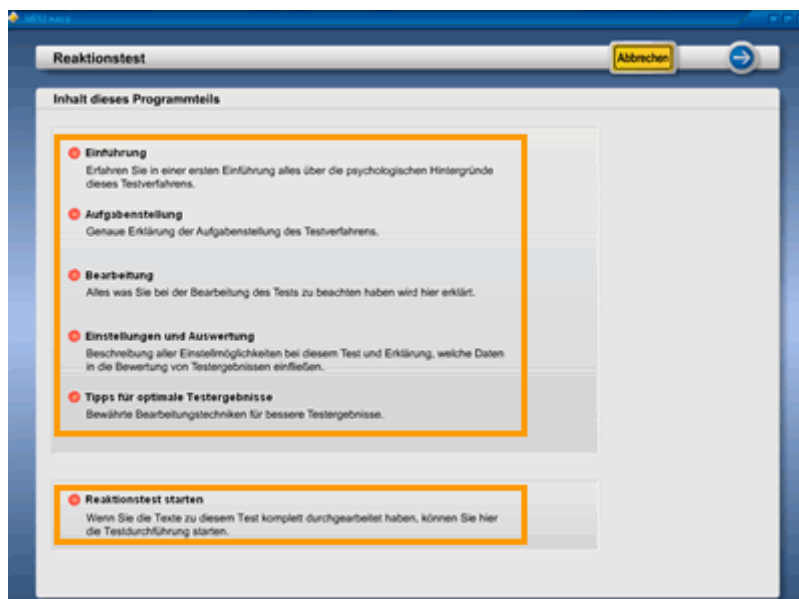 MPU easy
Reaktionstest
Abbrechen
Inhalt dieses Programmteils
Einführung
Erfahren Sie in einer ersten Einführung alles über die psychologischen Hintergründe
dieses Testverfahrens.
Aufgabenstellung
Genaue Erklärung der Aufgabenstellung des Testverfahrens.
Bearbeitung
Alles was Sie bei der Bearbeitung des Tests zu beachten haben wird hier erklärt.
Einstellungen und Auswertung
Beschreibung aller Einstellmöglichkeiten bei diesem Test und Erklärung, welche Daten
in die Bewertung von Testergebnissen einfließen.
Tipps für optimale Testergebnisse
Bewährte Bearbeitungstechniken für bessere Testergebnisse.
Reaktionstest starten
Wenn Sie die Texte zu diesem Test komplett durchgearbeitet haben, können Sie hier
die Testdurchführung starten.